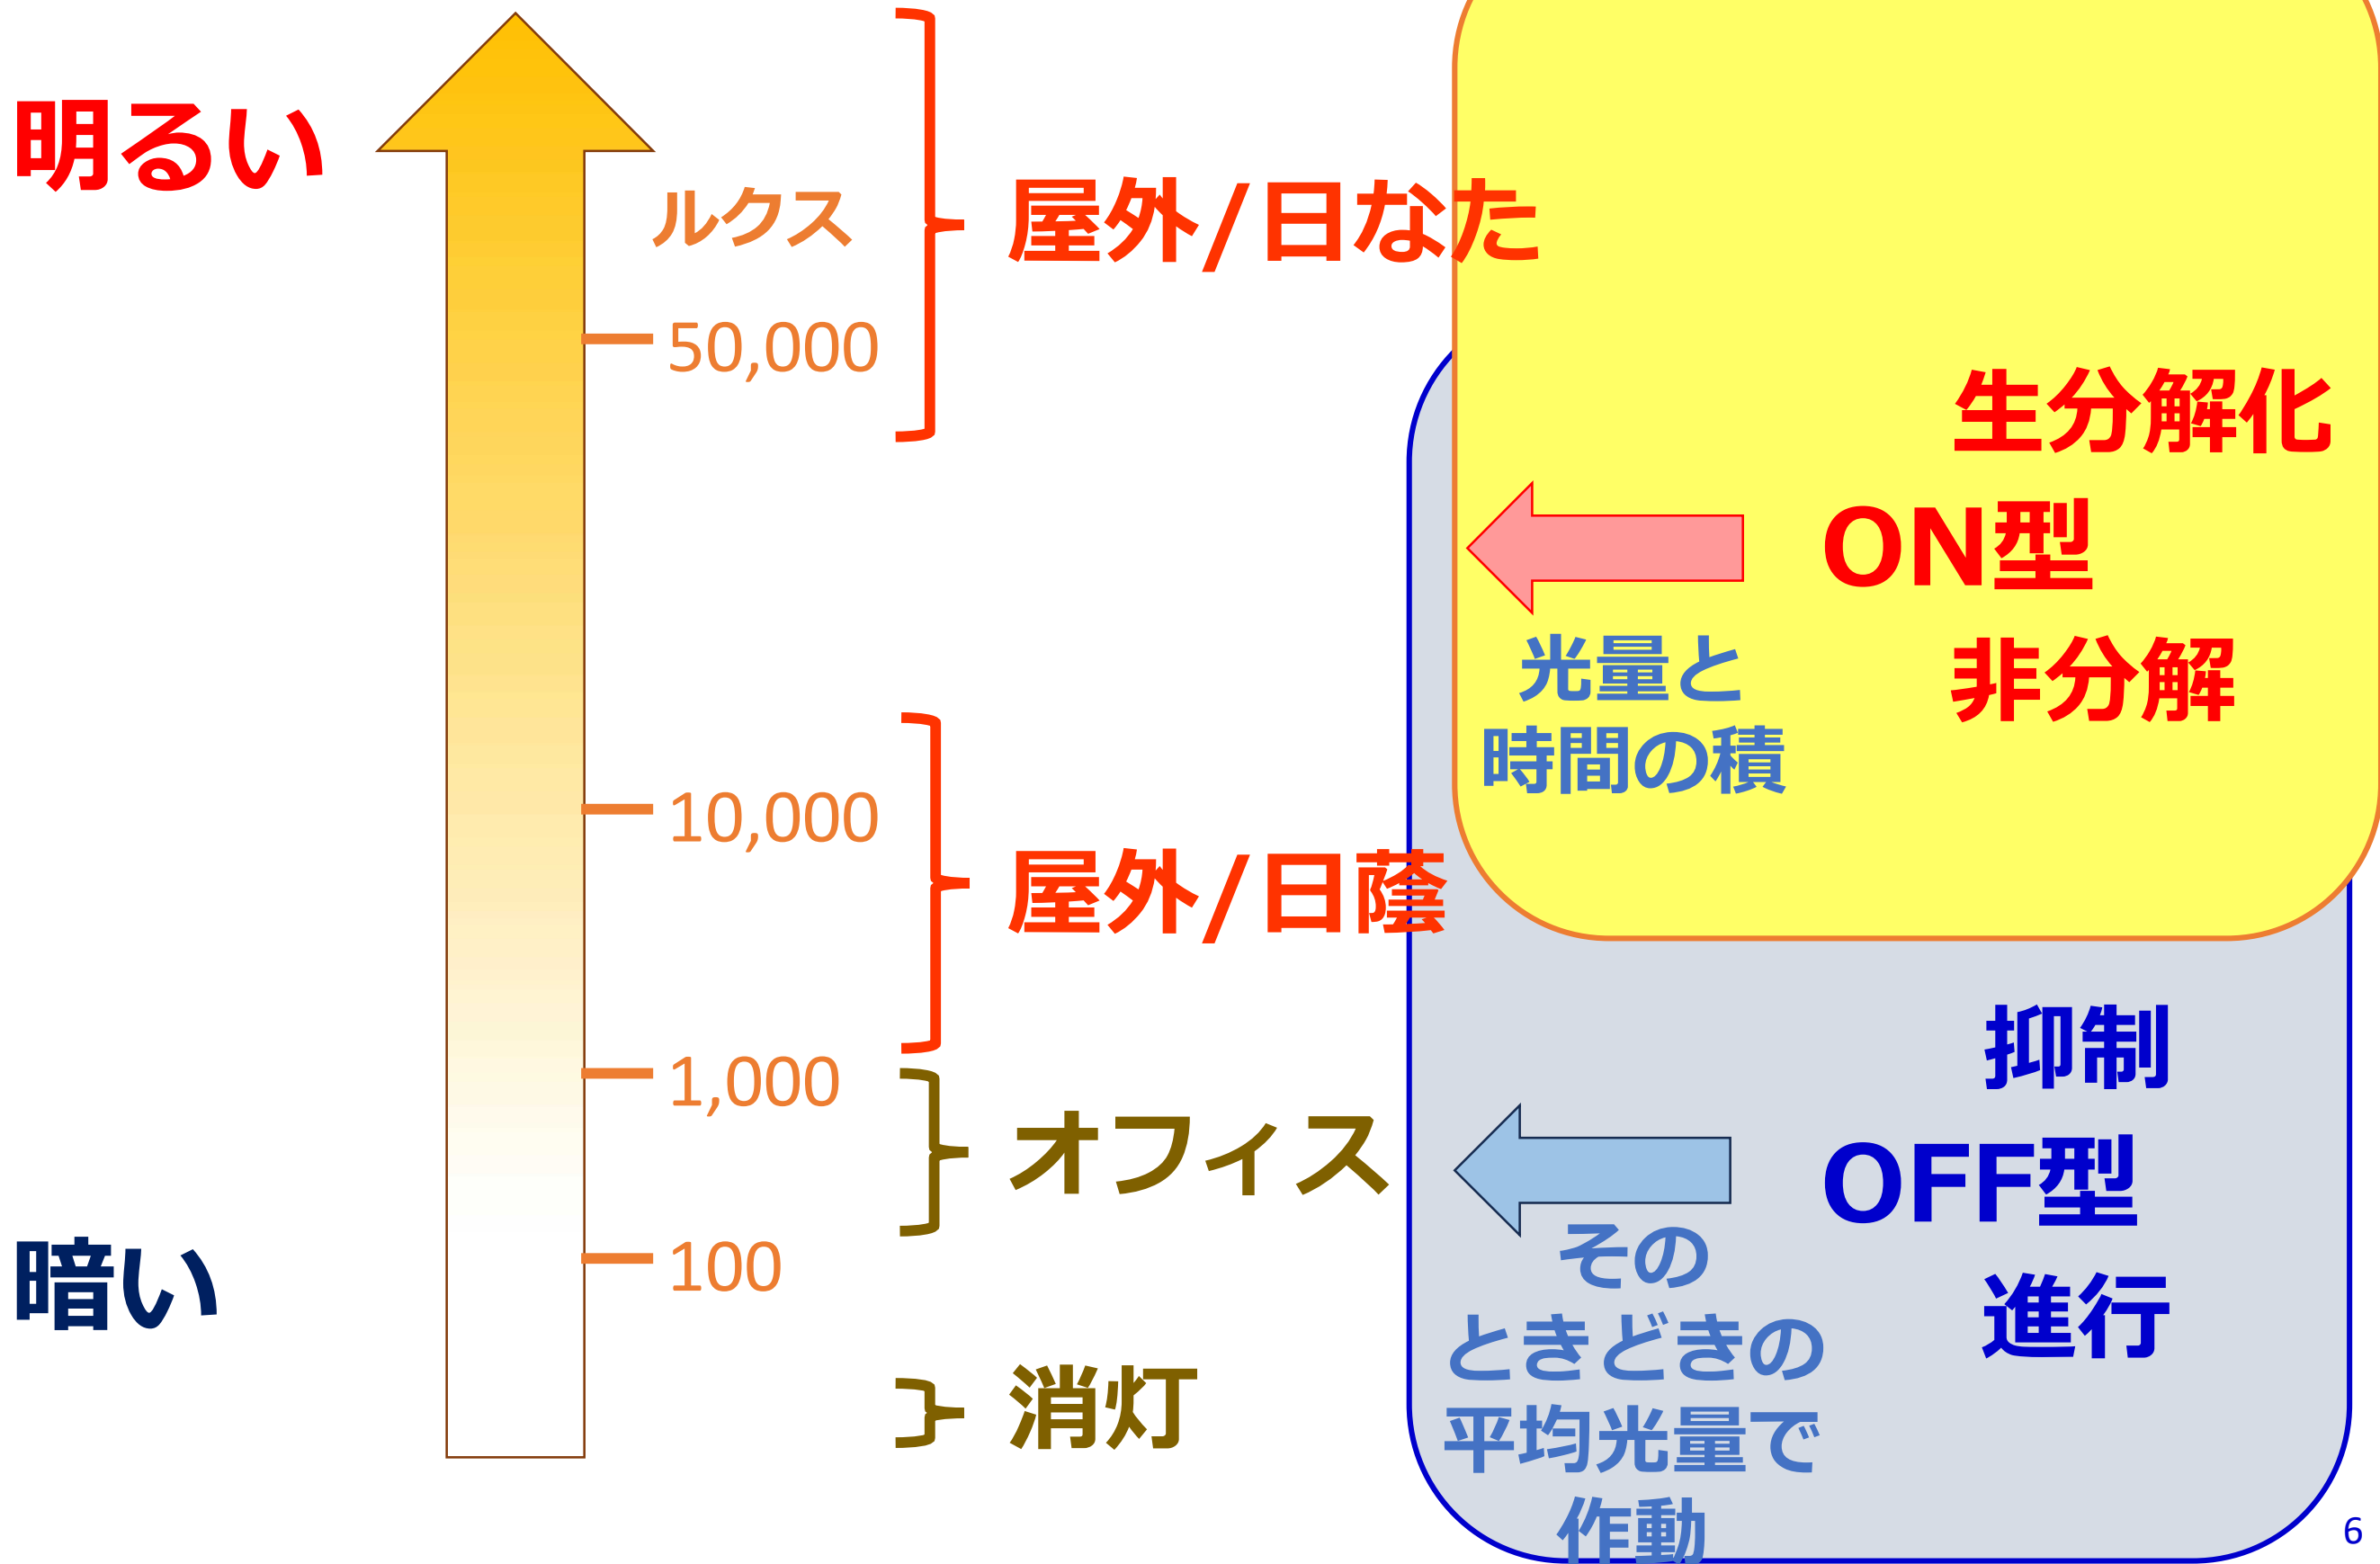 明るい
ルクス
屋外/日なた
50,000
生分解化
ON型
光量と
非分解
時間の積
10,000
屋外/日陰
抑制
1,000
オフィス
OFF型
暗い
100
その
進行
ときどきの
消灯
平均光量で
作動
6